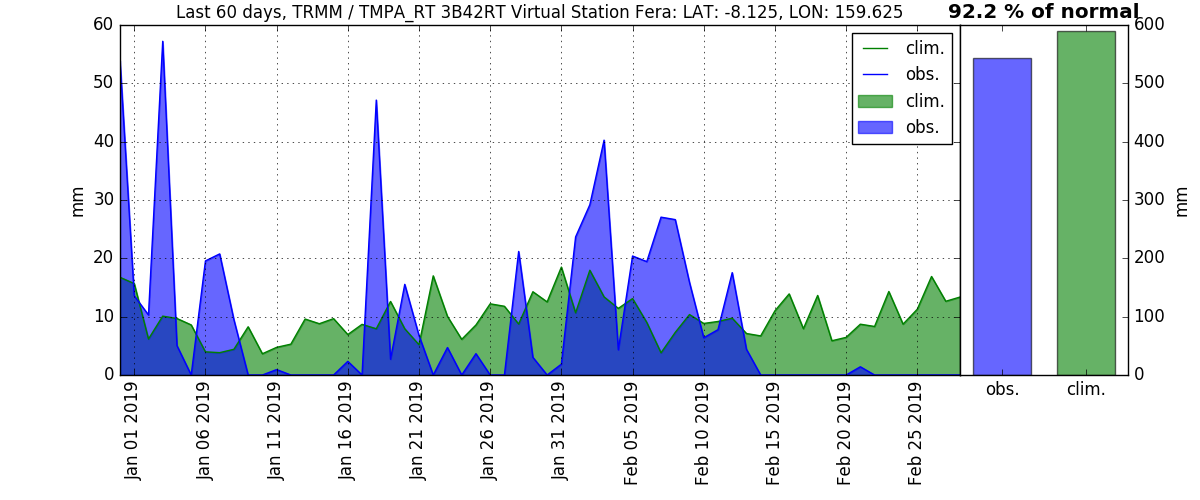 Last 60 days, TRMM / TMPA_RT 3B42RT Virtual Station Fera: LAT: -8.125, LON: 159.625
92.2 % of normal
mm
60
50
40
30
20
10
0
clim.
obs.
clim.
obs.
600
500
400
300
200
100
0
mm
Jan 01 2019
Jan 06 2019
Jan 11 2019
Jan 16 2019
Jan 21 2019
Jan 26 2019
Jan 31 2019
Feb 05 2019
Feb 10 2019
Feb 15 2019
Feb 20 2019
Feb 25 2019
obs.
clim.